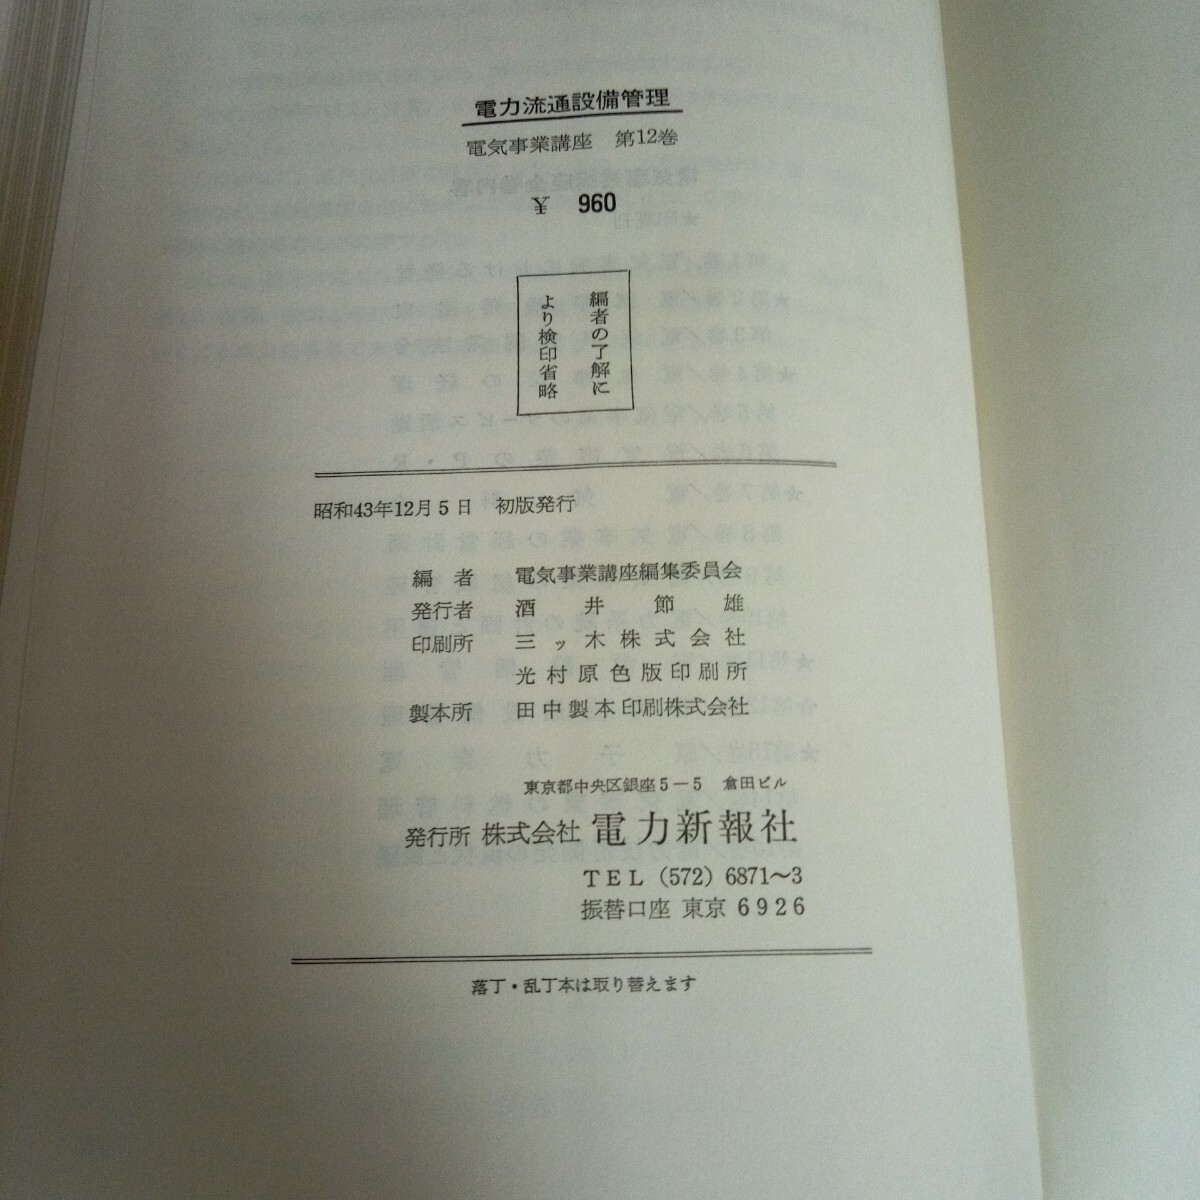 電力流通設備管理
電気事業講座 第12巻
￥ 960
編者の了解に
より検印省略
昭和43年12月5日 初版発行
編者 電気事業講座編集委員会
発行者 酒井節雄
印刷所 三ッ木株式会社
光村原色版印刷所
製本所 田中製本印刷株式会社
東京都中央区銀座5－5 倉田ビル
発行所 株式会社 電力新報社
TEL (572) 6871〜3
振替口座 東京 6926
落丁・乱丁本は取り替えます